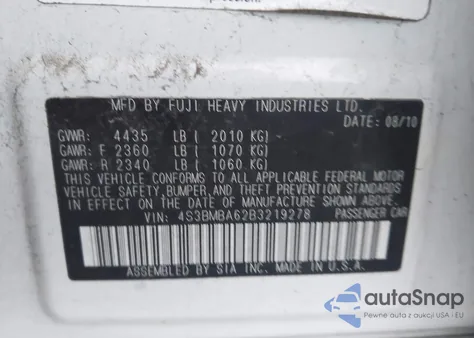 MFD BY FUJI HEAVY INDUSTRIES LTD.
DATE: 08/10
GVWR: 4435 LB ( 2010 KG)
GAWR: F 2360 LB ( 1070 KG)
GAWR: R 2340 LB ( 1060 KG)
THIS VEHICLE CONFORMS TO ALL APPLICABLE FEDERAL MOTOR
VEHICLE SAFETY, BUMPER, AND THEFT PREVENTION STANDARDS
IN EFFECT ON THE DATE OF MANUFACTURE SHOWN ABOVE.
VIN: 4S3BMBA62B3219278 PASSENGER CAR
ASSEMBLED BY SIA INC. MADE IN U.S.A.
autoSnap
Pewne auta z aukcji USA i EU